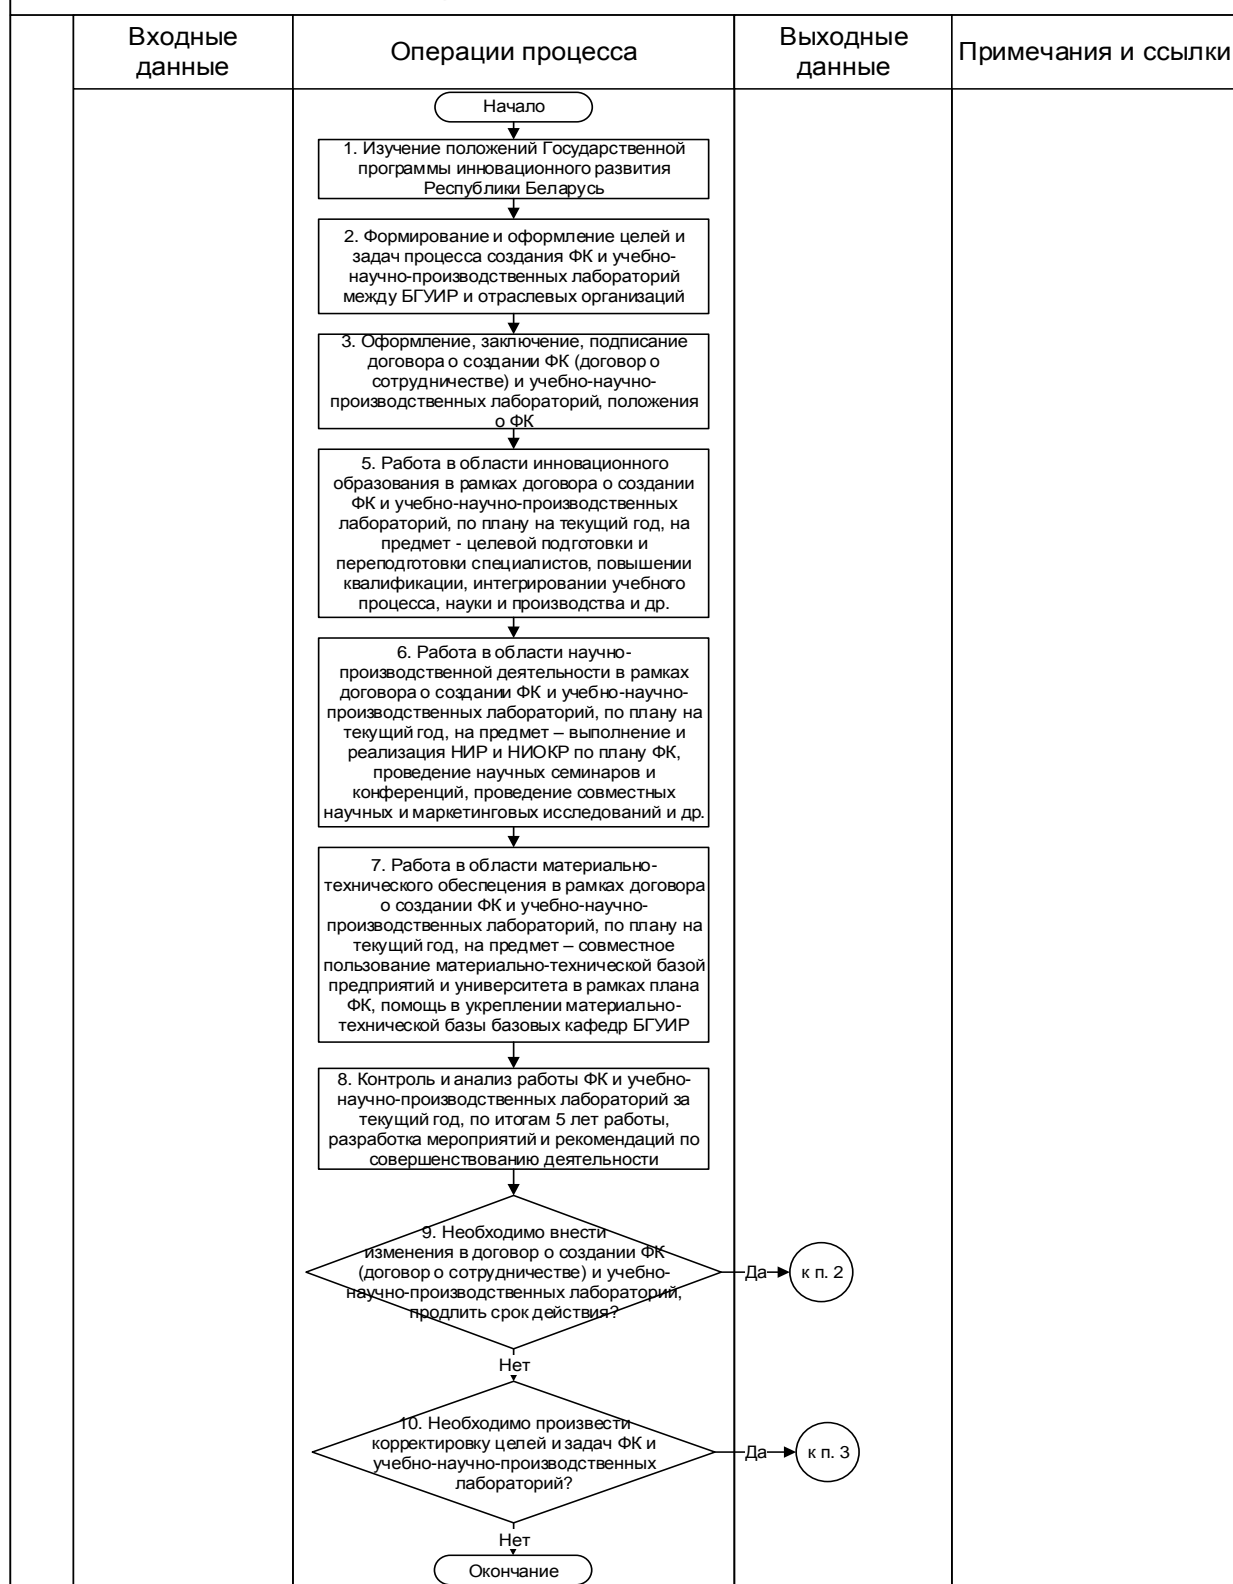 Входные
данные
Операции процесса
Выходные
данные
Примечания и ссылки
Начало
1. Изучение положений Государственной
программы инновационного развития
Республики Беларусь
2. Формирование и оформление целей и
задач процесса создания ФК и учебно-
научно-производственных лабораторий
между БГУИР и отраслевых организаций
3. Оформление, заключение, подписание
договора о создании ФК (договор о
сотрудничестве) и учебно-научно-
производственных лабораторий, положения
о ФК
5. Работа в области инновационного
образования в рамках договора о создании
ФК и учебно-научно-производственных
лабораторий, по плану на текущий год, на
предмет - целевой подготовки и
переподготовки специалистов, повышении
квалификации, интегрировании учебного
процесса, науки и производства и др.
6. Работа в области научно-
производственной деятельности в рамках
договора о создании ФК и учебно-научно-
производственных лабораторий, по плану на
текущий год, на предмет – выполнение и
реализация НИР и НИОКР по плану ФК,
проведение научных семинаров и
конференций, проведение совместных
научных и маркетинговых исследований и др.
7. Работа в области материально-
технического обеспецения в рамках договора
о создании ФК и учебно-научно-
производственных лабораторий, по плану на
текущий год, на предмет – совместное
пользование материально-технической базой
предприятий и университета в рамках плана
ФК, помощь в укреплении материально-
технической базы базовых кафедр БГУИР
8. Контроль и анализ работы ФК и учебно-
научно-производственных лабораторий за
текущий год, по итогам 5 лет работы,
разработка мероприятий и рекомендаций по
совершенствованию деятельности
9. Необходимо внести
изменения в договор о создании ФК
(договор о сотрудничестве) и учебно-
научно-производственных лабораторий,
продлить срок действия?
Да
к п. 2
Нет
10. Необходимо произвести
корректировку целей и задач ФК и
учебно-научно-производственных
лабораторий?
Да
к п. 3
Нет
Окончание